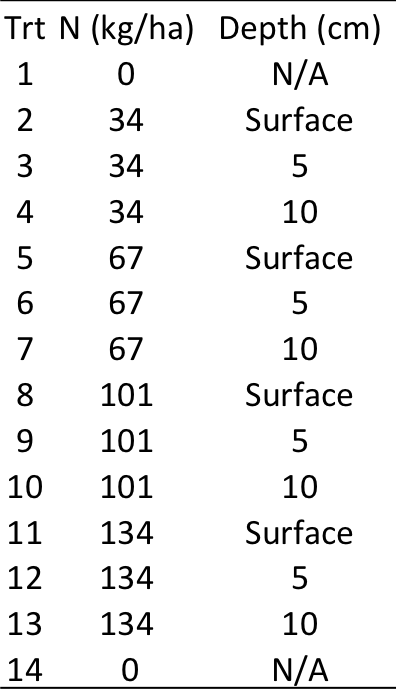 Trt N (kg/ha) Depth (cm)
1 0 N/A
2 34 Surface
3 34 5
4 34 10
5 67 Surface
6 67 5
7 67 10
8 101 Surface
9 101 5
10 101 10
11 134 Surface
12 134 5
13 134 10
14 0 N/A